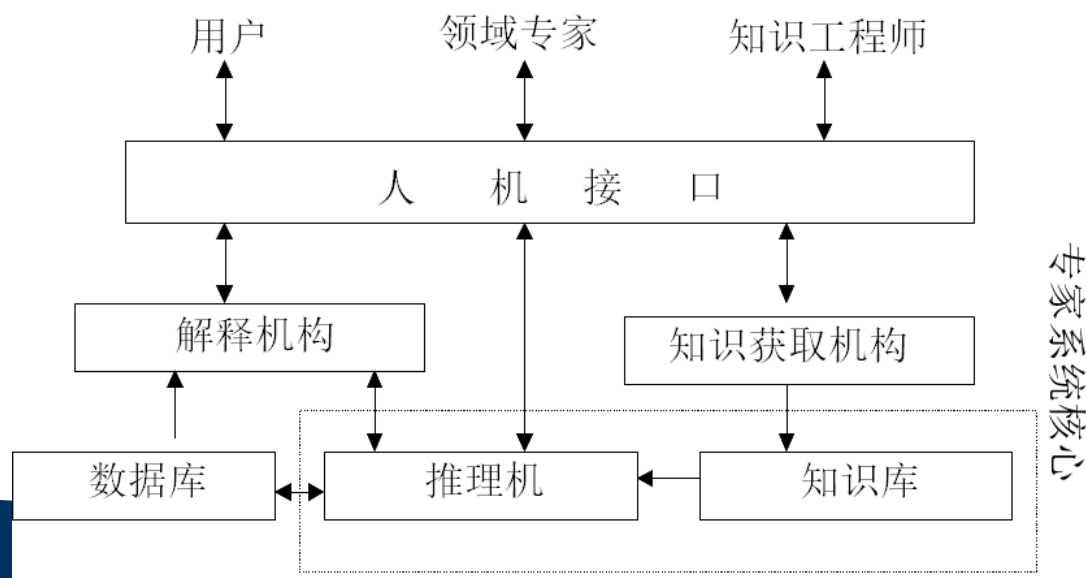 用户
领域专家
知识工程师
人机接口
解释机构
知识获取机构
专家系统核心
数据库
推理机
知识库